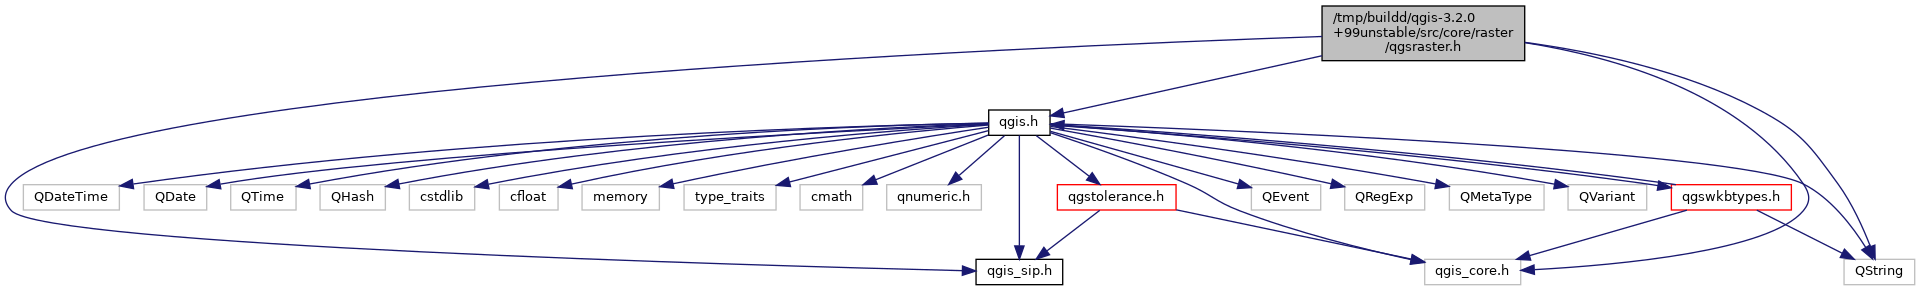 /tmp/buildd/qgis-3.2.0
+99unstable/src/core/raster
/qgsraster.h
qgis.h
QDateTime
QDate
QTime
QHash
cstdlib
cfloat
memory
type_traits
cmath
qnumeric.h
qgstolerance.h
QEvent
QRegExp
QMetaType
QVariant
qgswkbtypes.h
qgis_sip.h
qgis_core.h
QString